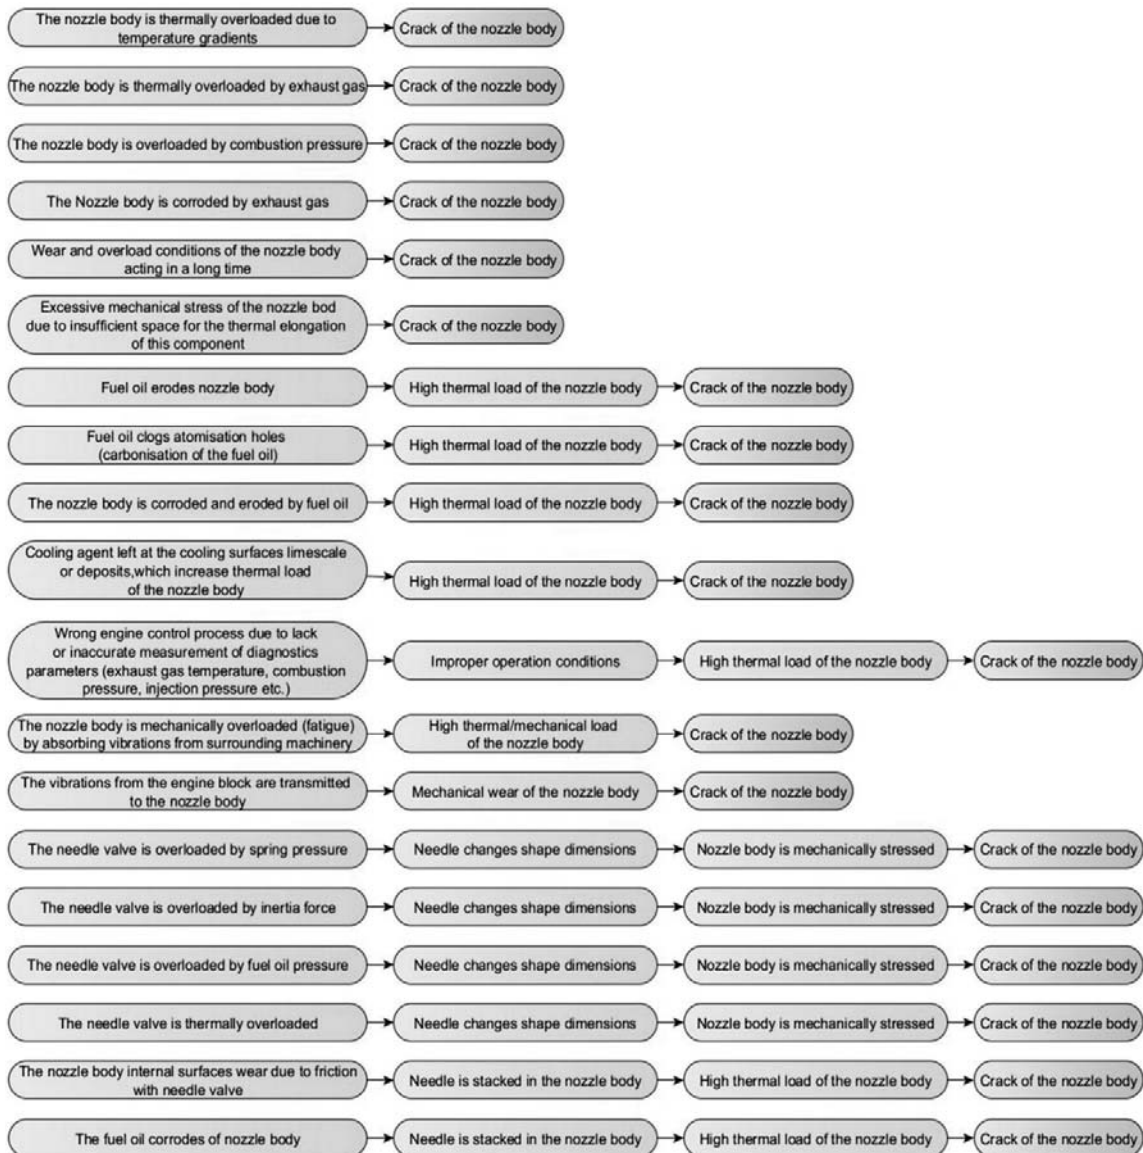 The nozzle body is thermally overloaded due to
temperature gradients
Crack of the nozzle body
The nozzle body is thermally overloaded by exhaust gas
Crack of the nozzle body
The nozzle body is overloaded by combustion pressure
Crack of the nozzle body
The Nozzle body is corroded by exhaust gas
Crack of the nozzle body
Wear and overload conditions of the nozzle body
acting in a long time
Crack of the nozzle body
Excessive mechanical stress of the nozzle bod
due to insufficient space for the thermal elongation
of this component
Crack of the nozzle body
Fuel oil erodes nozzle body
High thermal load of the nozzle body
Crack of the nozzle body
Fuel oil clogs atomisation holes
(carbonisation of the fuel oil)
High thermal load of the nozzle body
Crack of the nozzle body
The nozzle body is corroded and eroded by fuel oil
High thermal load of the nozzle body
Crack of the nozzle body
Cooling agent left at the cooling surfaces limescale
or deposits,which increase thermal load
of the nozzle body
High thermal load of the nozzle body
Crack of the nozzle body
Wrong engine control process due to lack
or inaccurate measurement of diagnostics
parameters (exhaust gas temperature, combustion
pressure, injection pressure etc.)
Improper operation conditions
High thermal load of the nozzle body
Crack of the nozzle body
The nozzle body is mechanically overloaded (fatigue)
by absorbing vibrations from surrounding machinery
High thermal/mechanical load
of the nozzle body
Crack of the nozzle body
The vibrations from the engine block are transmitted
to the nozzle body
Mechanical wear of the nozzle body
Crack of the nozzle body
The needle valve is overloaded by spring pressure
Needle changes shape dimensions
Nozzle body is mechanically stressed
Crack of the nozzle body
The needle valve is overloaded by inertia force
Needle changes shape dimensions
Nozzle body is mechanically stressed
Crack of the nozzle body
The needle valve is overloaded by fuel oil pressure
Needle changes shape dimensions
Nozzle body is mechanically stressed
Crack of the nozzle body
The needle valve is thermally overloaded
Needle changes shape dimensions
Nozzle body is mechanically stressed
Crack of the nozzle body
The nozzle body internal surfaces wear due to friction
with needle valve
Needle is stacked in the nozzle body
High thermal load of the nozzle body
Crack of the nozzle body
The fuel oil corrodes of nozzle body
Needle is stacked in the nozzle body
High thermal load of the nozzle body
Crack of the nozzle body